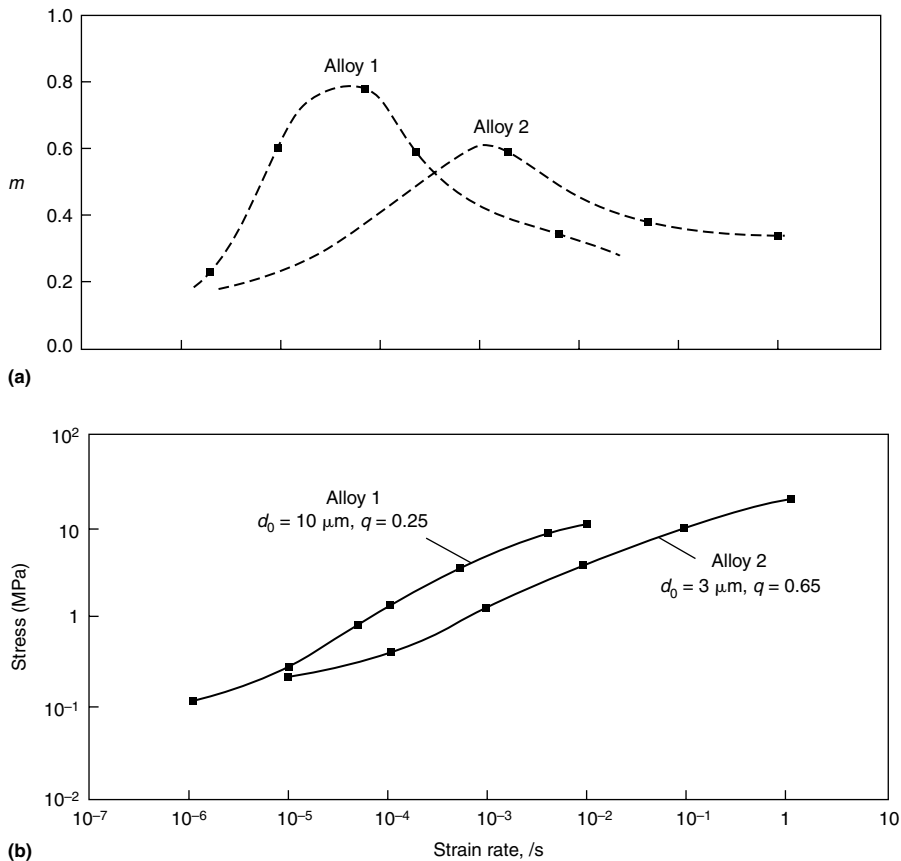 1.0
0.8
0.6
0.4
0.2
0.0
m
Alloy 1
Alloy 2
(a)
10²
10
1
10⁻¹
10⁻²
Stress (MPa)
Alloy 1
d₀ = 10 μm, q = 0.25
Alloy 2
d₀ = 3 μm, q = 0.65
10⁻⁷ 10⁻⁶ 10⁻⁵ 10⁻⁴ 10⁻³ 10⁻² 10⁻¹ 1 10
(b)
Strain rate, /s